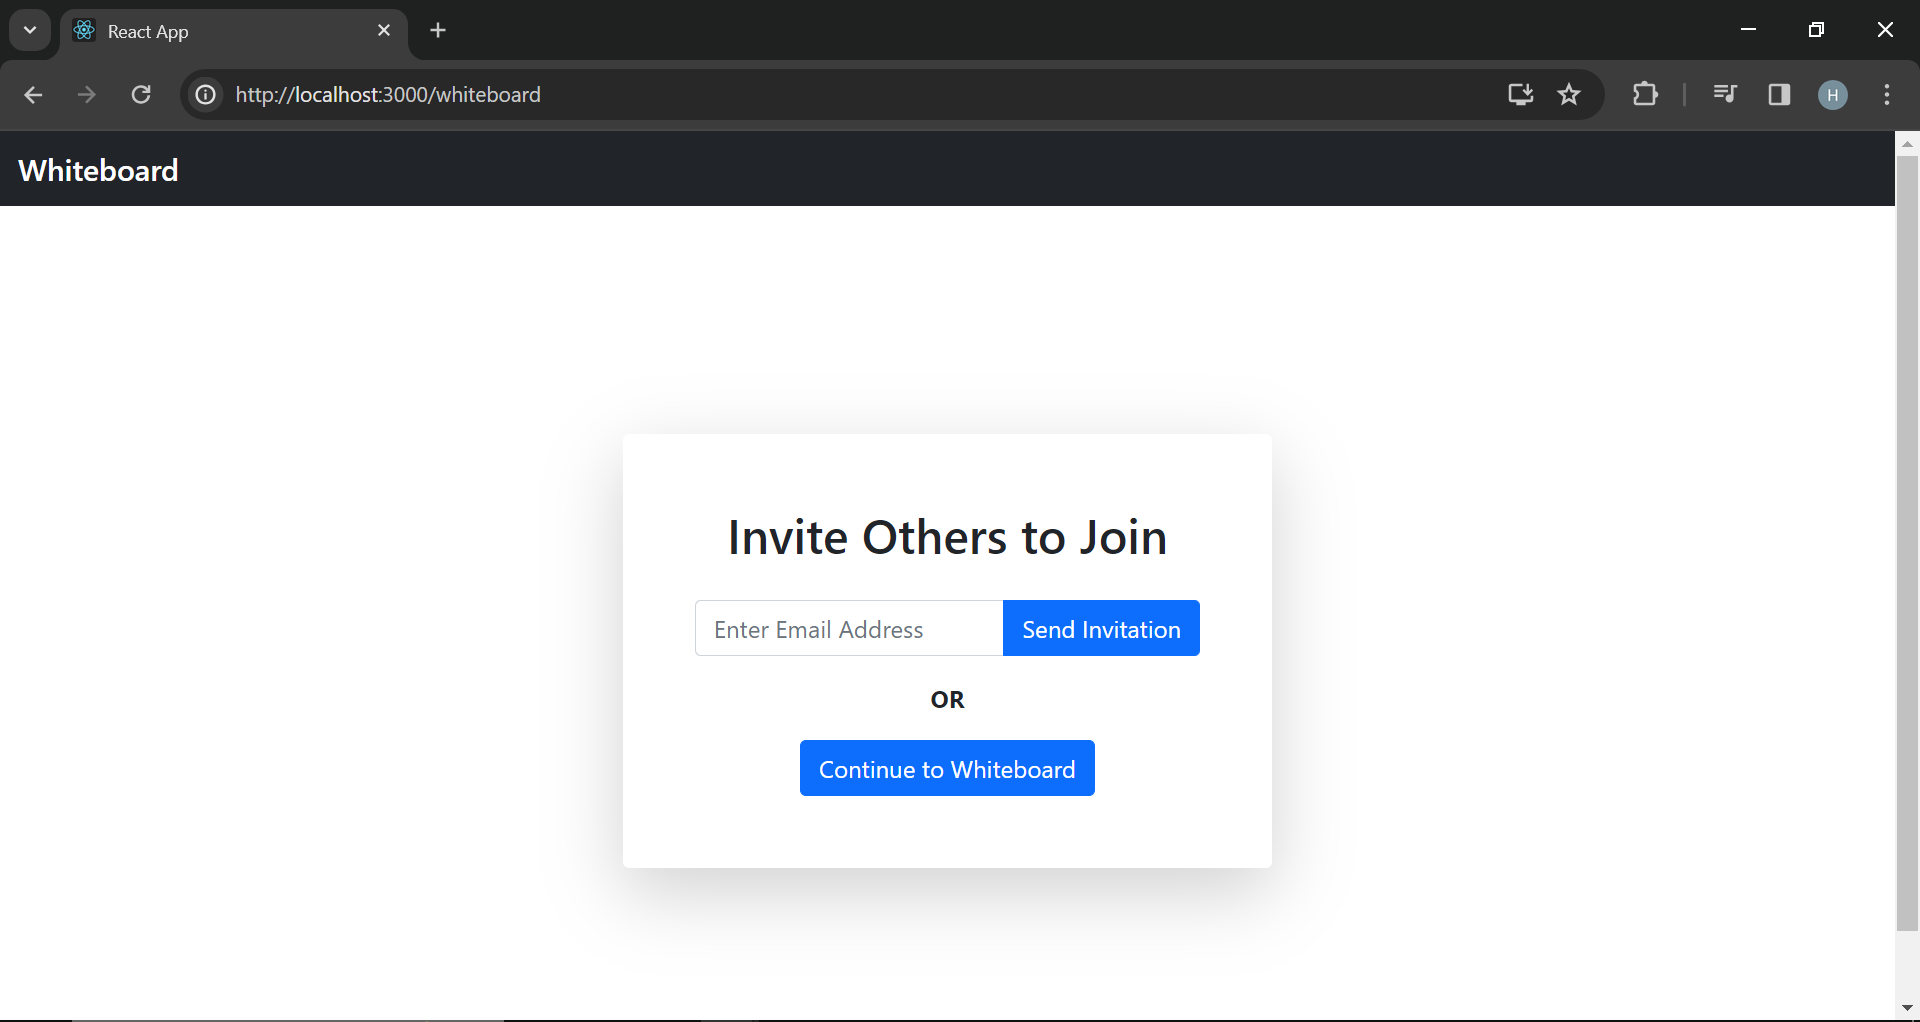 React App
http://localhost:3000/whiteboard
H
Whiteboard
Invite Others to Join
Enter Email Address
Send Invitation
OR
Continue to Whiteboard